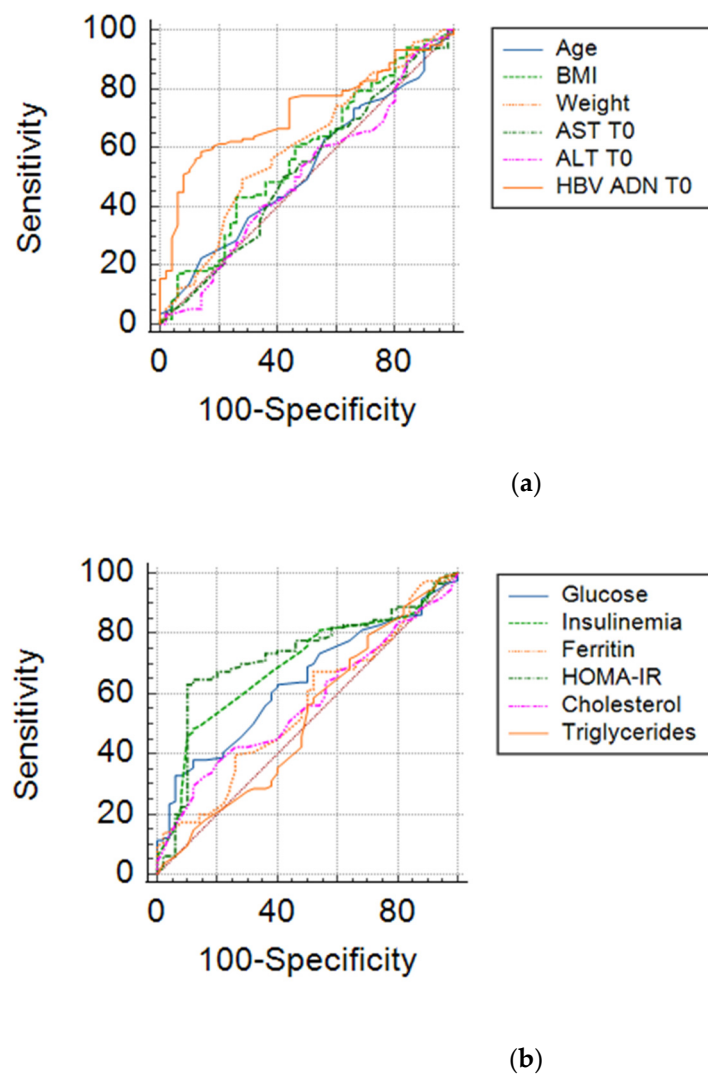 100
80
60
40
20
0
Sensitivity
0 40 80
100-Specificity
Age
BMI
Weight
AST T0
ALT T0
HBV ADN T0
(a)
100
80
60
40
20
0
Sensitivity
0 40 80
100-Specificity
Glucose
Insulinemia
Ferritin
HOMA-IR
Cholesterol
Triglycerides
(b)